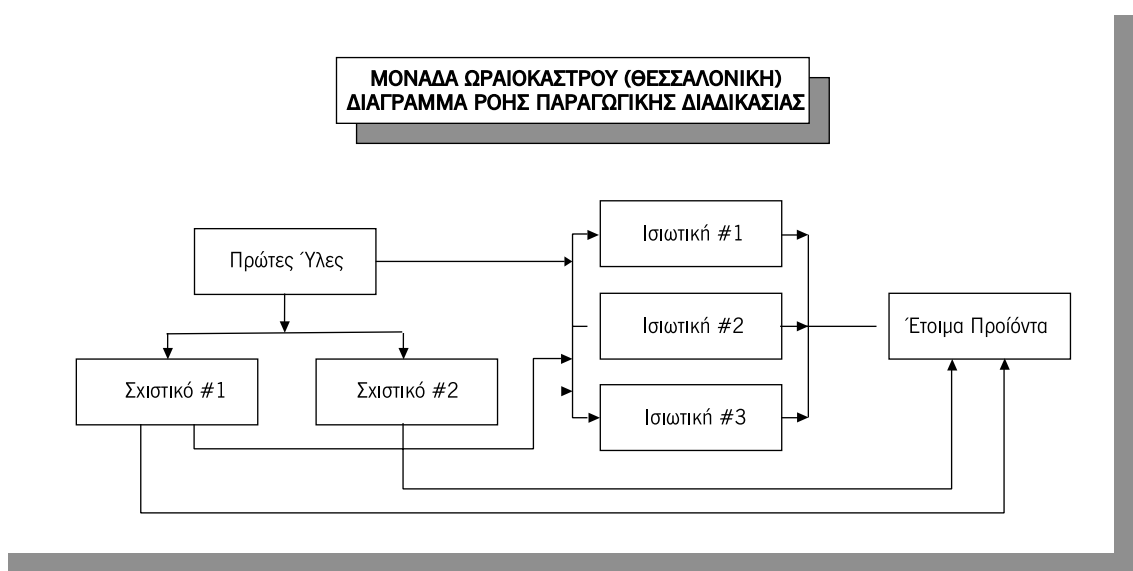 ΜΟΝΑΔΑ ΩΡΑΙΟΚΑΣΤΡΟΥ (ΘΕΣΣΑΛΟΝΙΚΗ)
ΔΙΑΓΡΑΜΜΑ ΡΟΗΣ ΠΑΡΑΓΩΓΙΚΗΣ ΔΙΑΔΙΚΑΣΙΑΣ
Ισιωτική #1
Πρώτες Ύλες
Ισιωτική #2
Έτοιμα Προίόντα
Σχιστικό #1
Σχιστικό #2
Ισιωτική #3